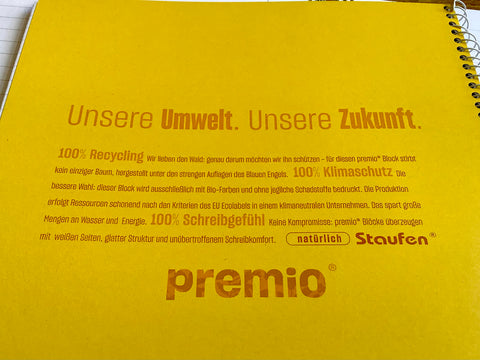 Unsere Umwelt. Unsere Zukunft.
100% Recycling Wir lieben den Wald: genau darum möchten wir ihn schützen – für diesen premio® Block stirbt
kein einziger Baum, hergestellt unter den strengen Auflagen des Blauen Engels. 100% Klimaschutz Die
bessere Wahl: dieser Block wird ausschließlich mit Bio-Farben und ohne jegliche Schadstoffe bedruckt. Die Produktion
erfolgt Ressourcen schonend nach den Kriterien des EU Ecolabels in einem klimaneutralen Unternehmen. Das spart große
Mengen an Wasser und Energie. 100% Schreibgefühl Keine Kompromisse: premio® Blöcke überzeugen
mit weißen Seiten, glatter Struktur und unübertroffenem Schreibkomfort. natürlich Staufen®
premio®